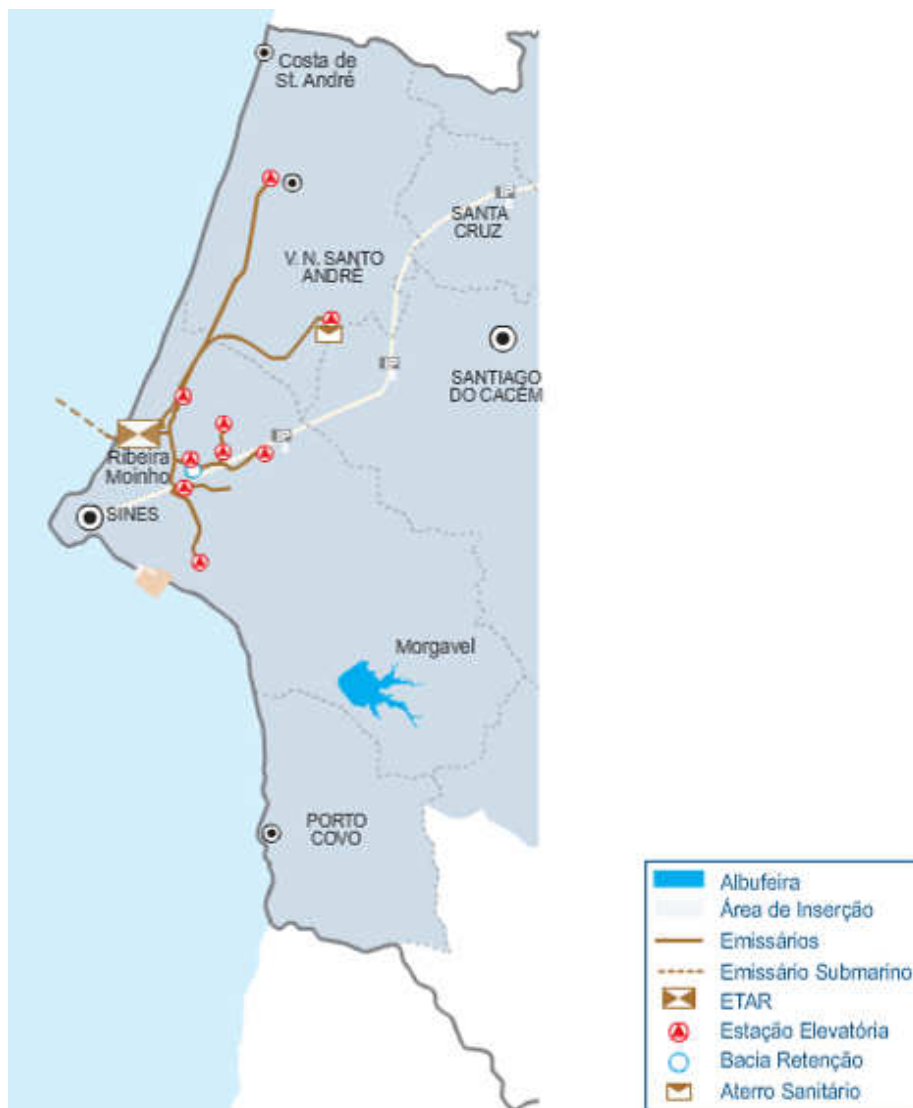 Costa de
St. André
SANTA
CRUZ
V. N. SANTO
ANDRÉ
SANTIAGO
DO CACÉM
Ribeira
Moinho
SINES
Morgavel
PORTO
COVO
Albufeira
Área de Inserção
Emissários
Emissário Submarino
ETAR
Estação Elevatória
Bacia Retenção
Aterro Sanitário